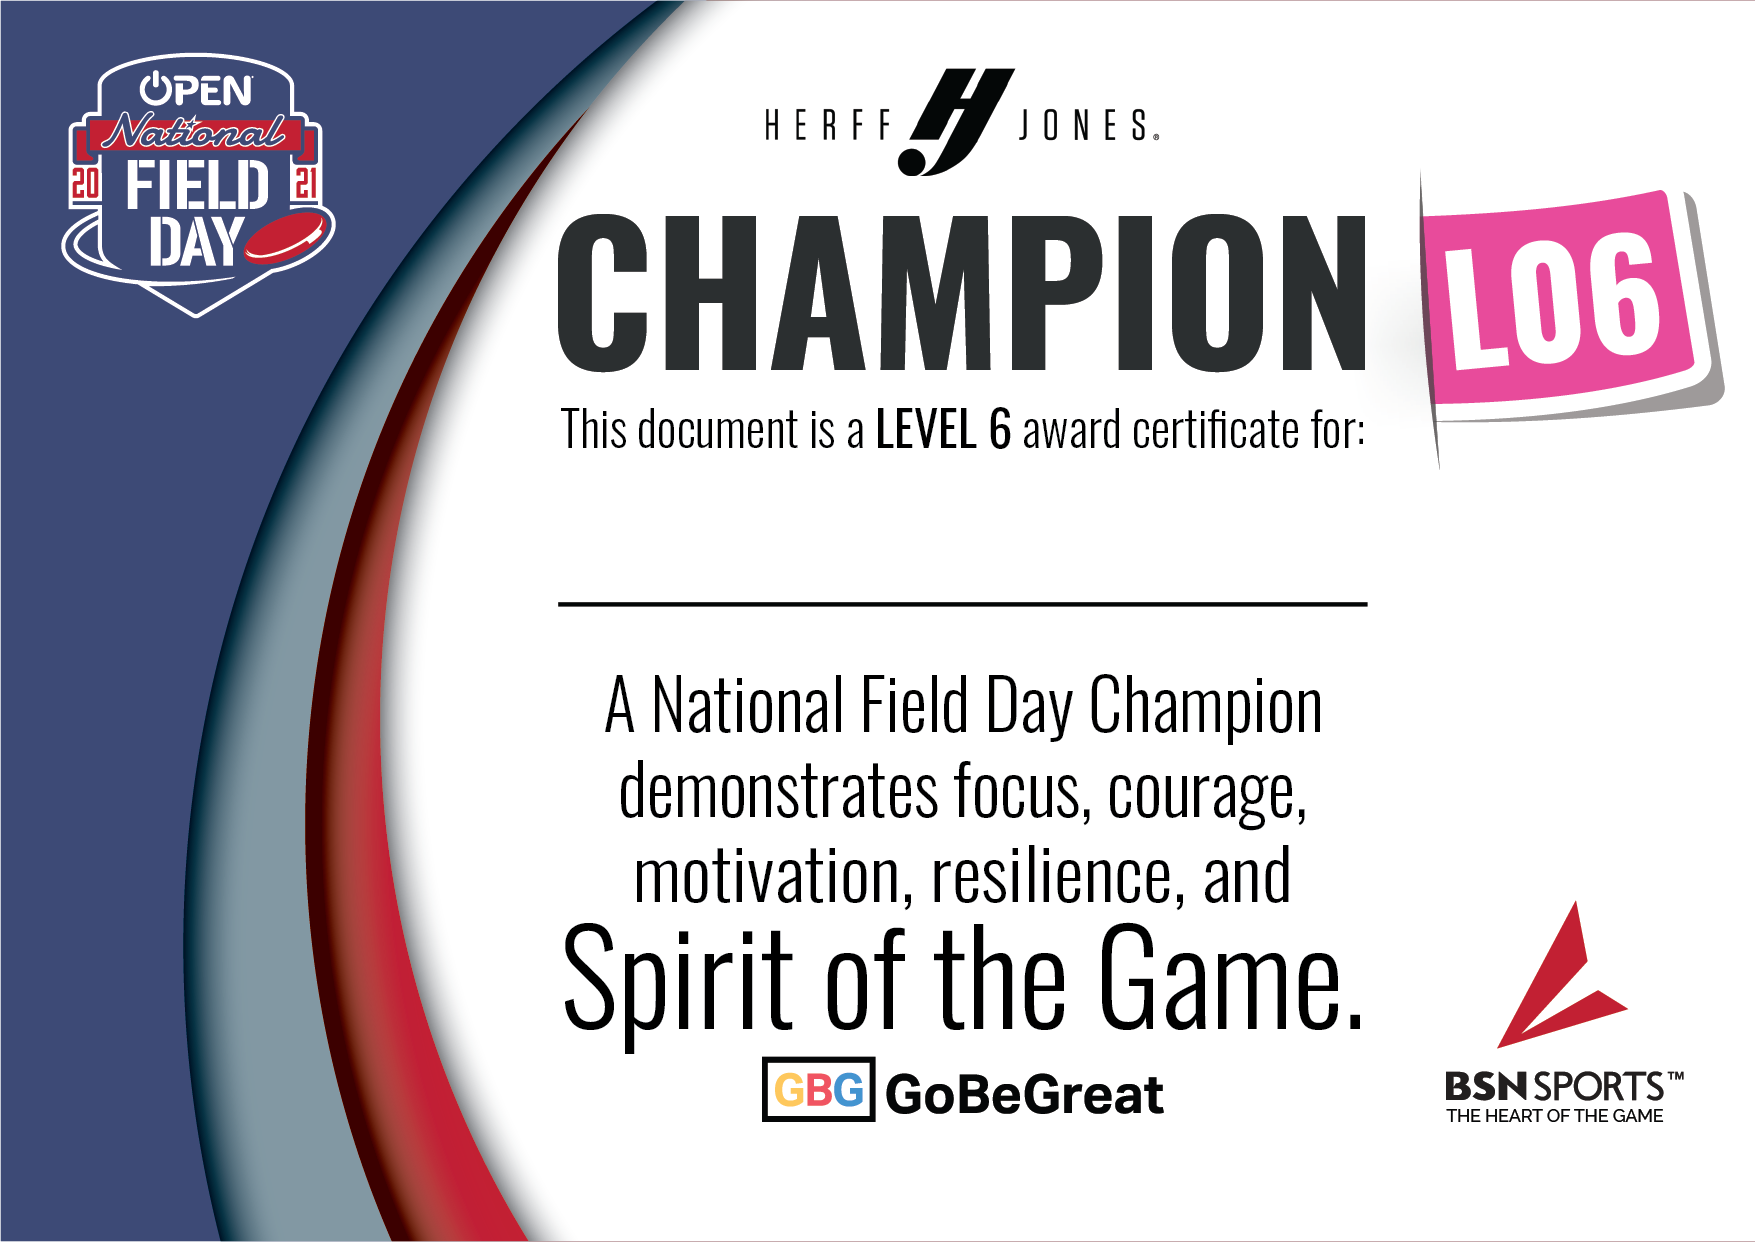 OPEN
National
20 FIELD 21
DAY
HERFF JONES®
CHAMPION
L06
This document is a LEVEL 6 award certificate for:
A National Field Day Champion
demonstrates focus, courage,
motivation, resilience, and
Spirit of the Game.
GBG GoBeGreat
BSN SPORTS™
THE HEART OF THE GAME